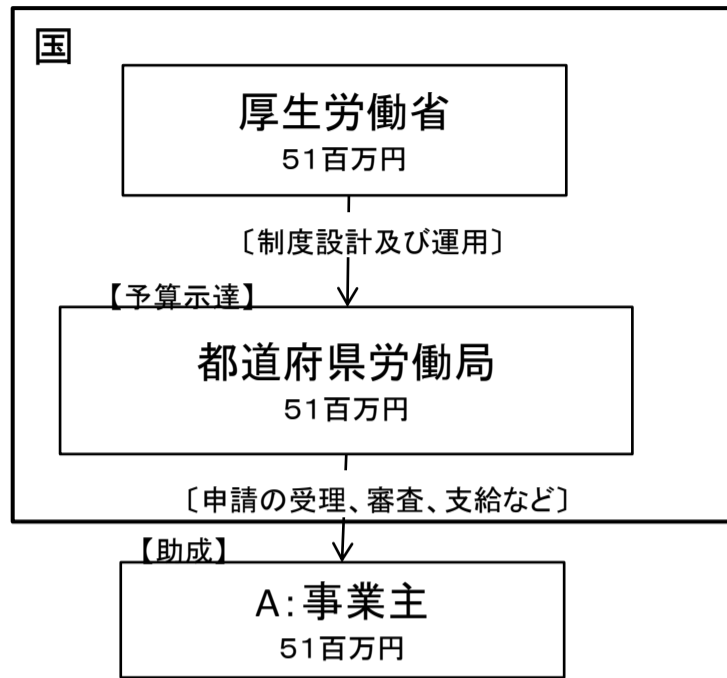 国
厚生労働省
51百万円
〔制度設計及び運用〕
【予算示達】
都道府県労働局
51百万円
〔申請の受理、審査、支給など〕
【助成】
A:事業主
51百万円